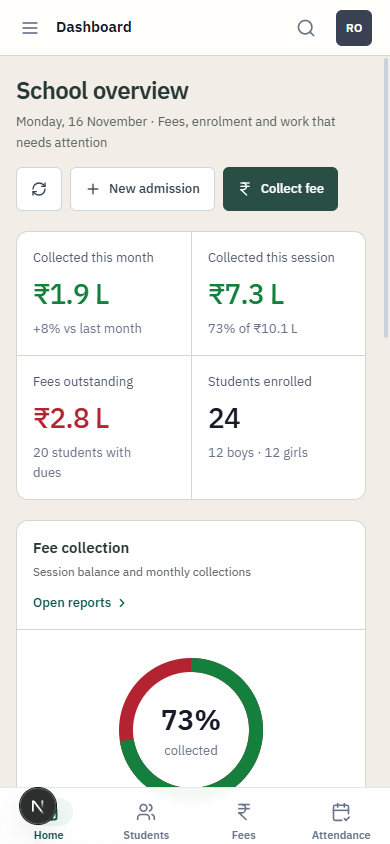 Dashboard
RO
School overview
Monday, 16 November · Fees, enrolment and work that
needs attention
New admission
₹ Collect fee
Collected this month
₹1.9 L
+8% vs last month
Collected this session
₹7.3 L
73% of ₹10.1 L
Fees outstanding
₹2.8 L
20 students with
dues
Students enrolled
24
12 boys · 12 girls
Fee collection
Session balance and monthly collections
Open reports
73%
collected
N
₹
Home
Students
Fees
Attendance